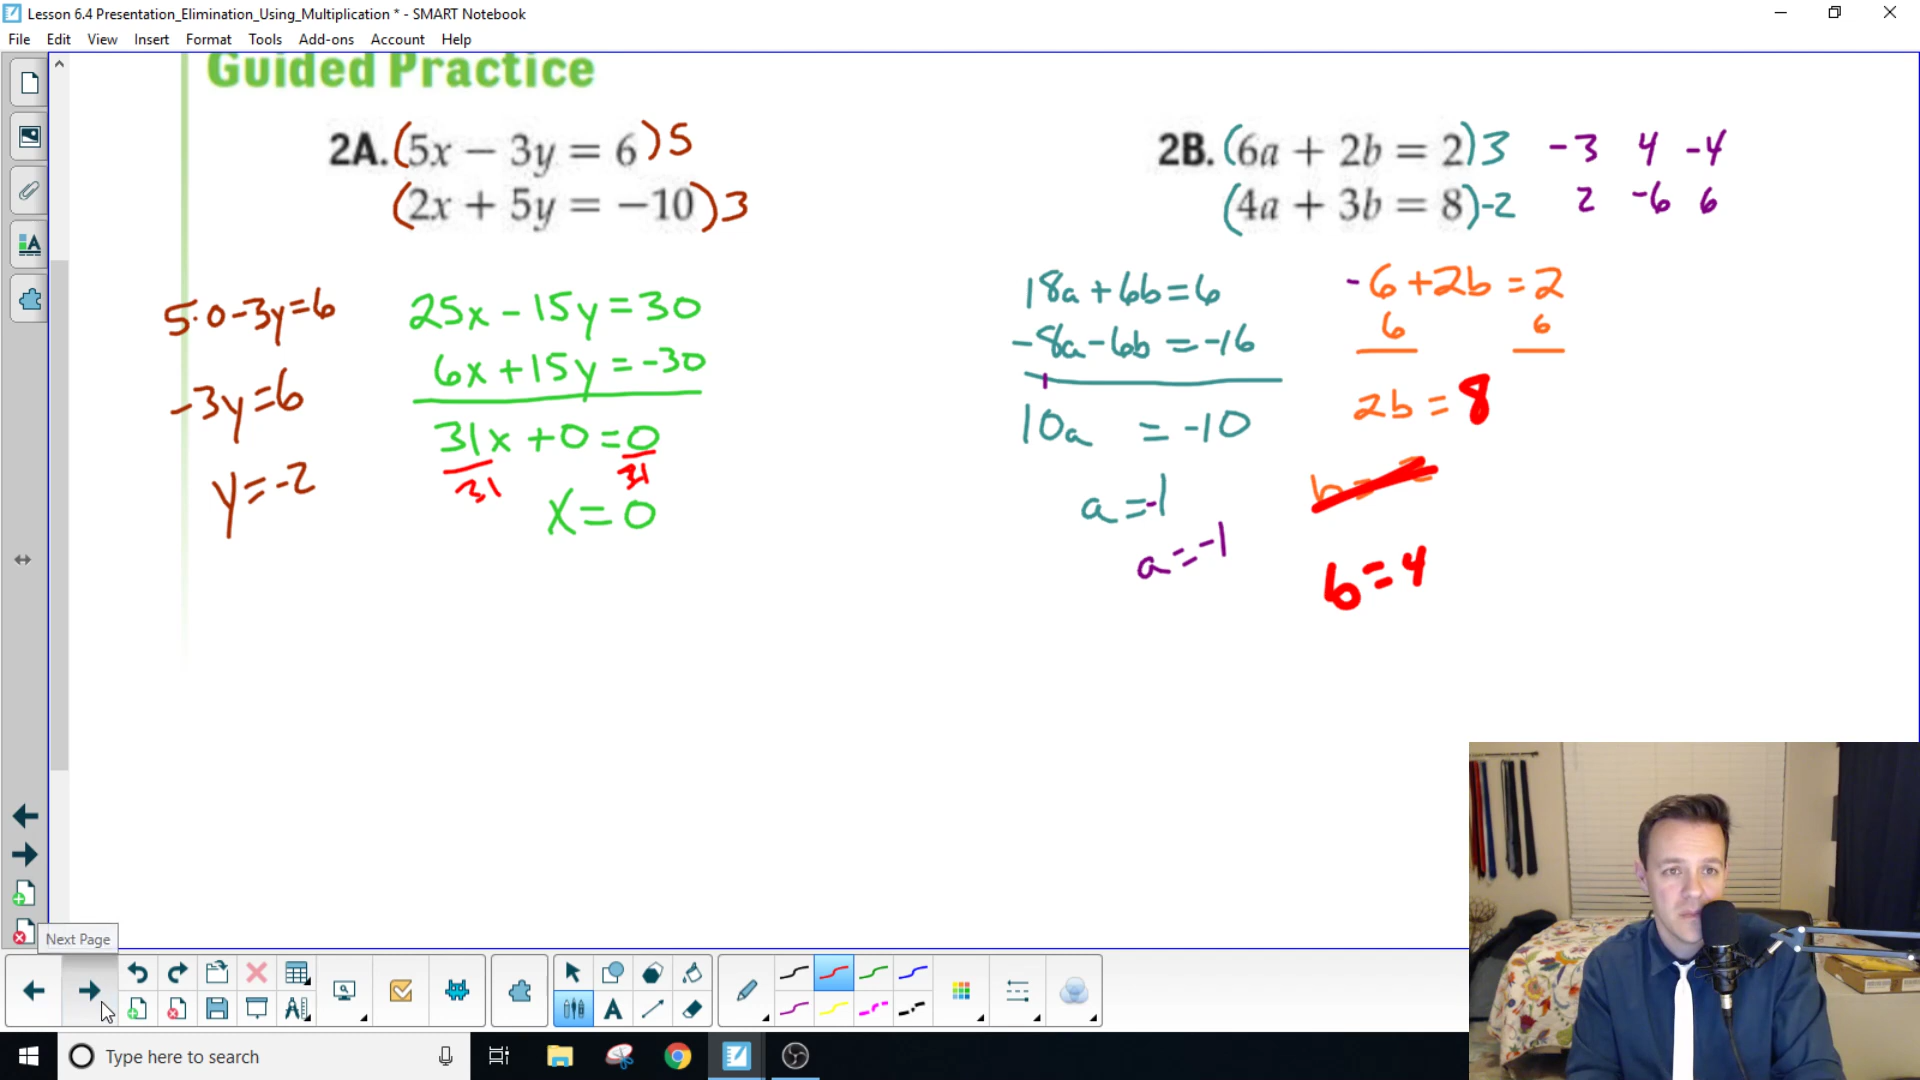 Lesson 6.4 Presentation_Elimination_Using_Multiplication * - SMART Notebook
File Edit View Insert Format Tools Add-ons Account Help
Guided Practice
2A. (5x − 3y = 6)5
(2x + 5y = −10)3
5·0-3y=6
-3y=6
y=-2
25x-15y=30
6x+15y=-30
31x+0=0
31 31
x=0
2B. (6a + 2b = 2)3 -3 4 -4
(4a + 3b = 8)-2 2 -6 6
18a+6b=6
-8a-6b=-16
10a = -10
a=-1
a=-1
-6+2b=2
6 6
2b=8
b=4
Next Page
Type here to search